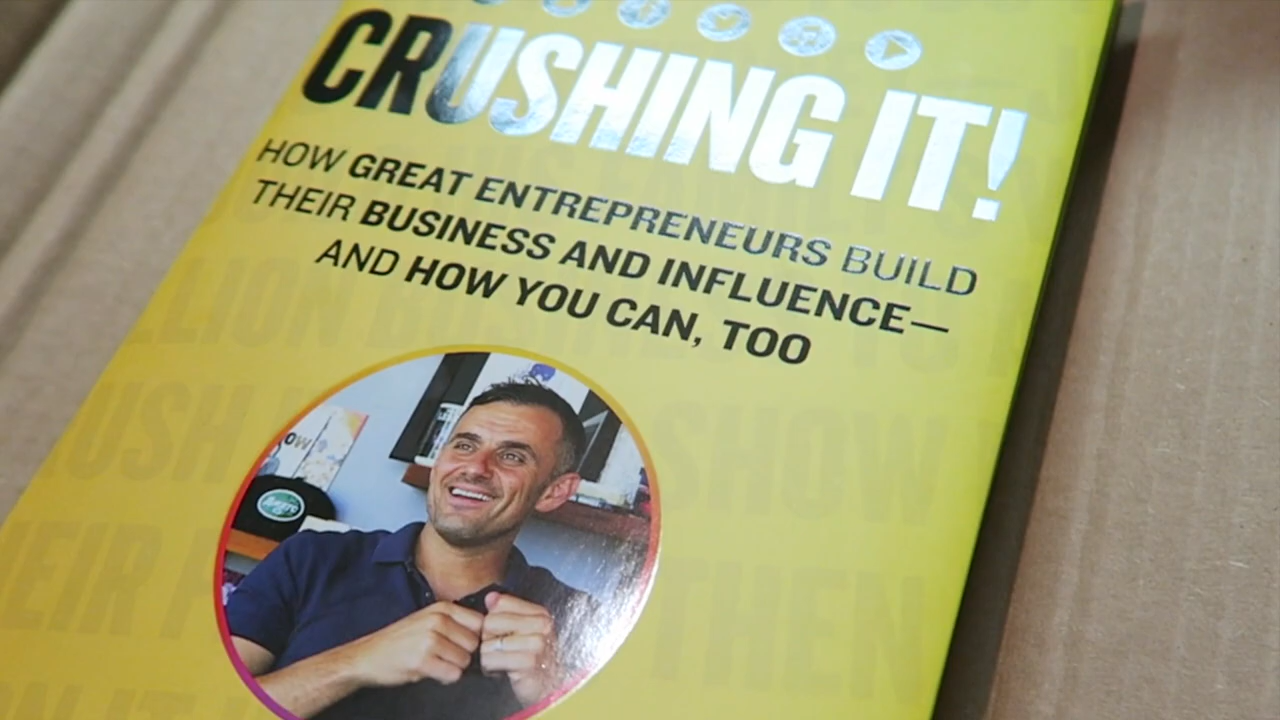 CRUSHING IT!
HOW GREAT ENTREPRENEURS BUILD
THEIR BUSINESS AND INFLUENCE—
AND HOW YOU CAN, TOO